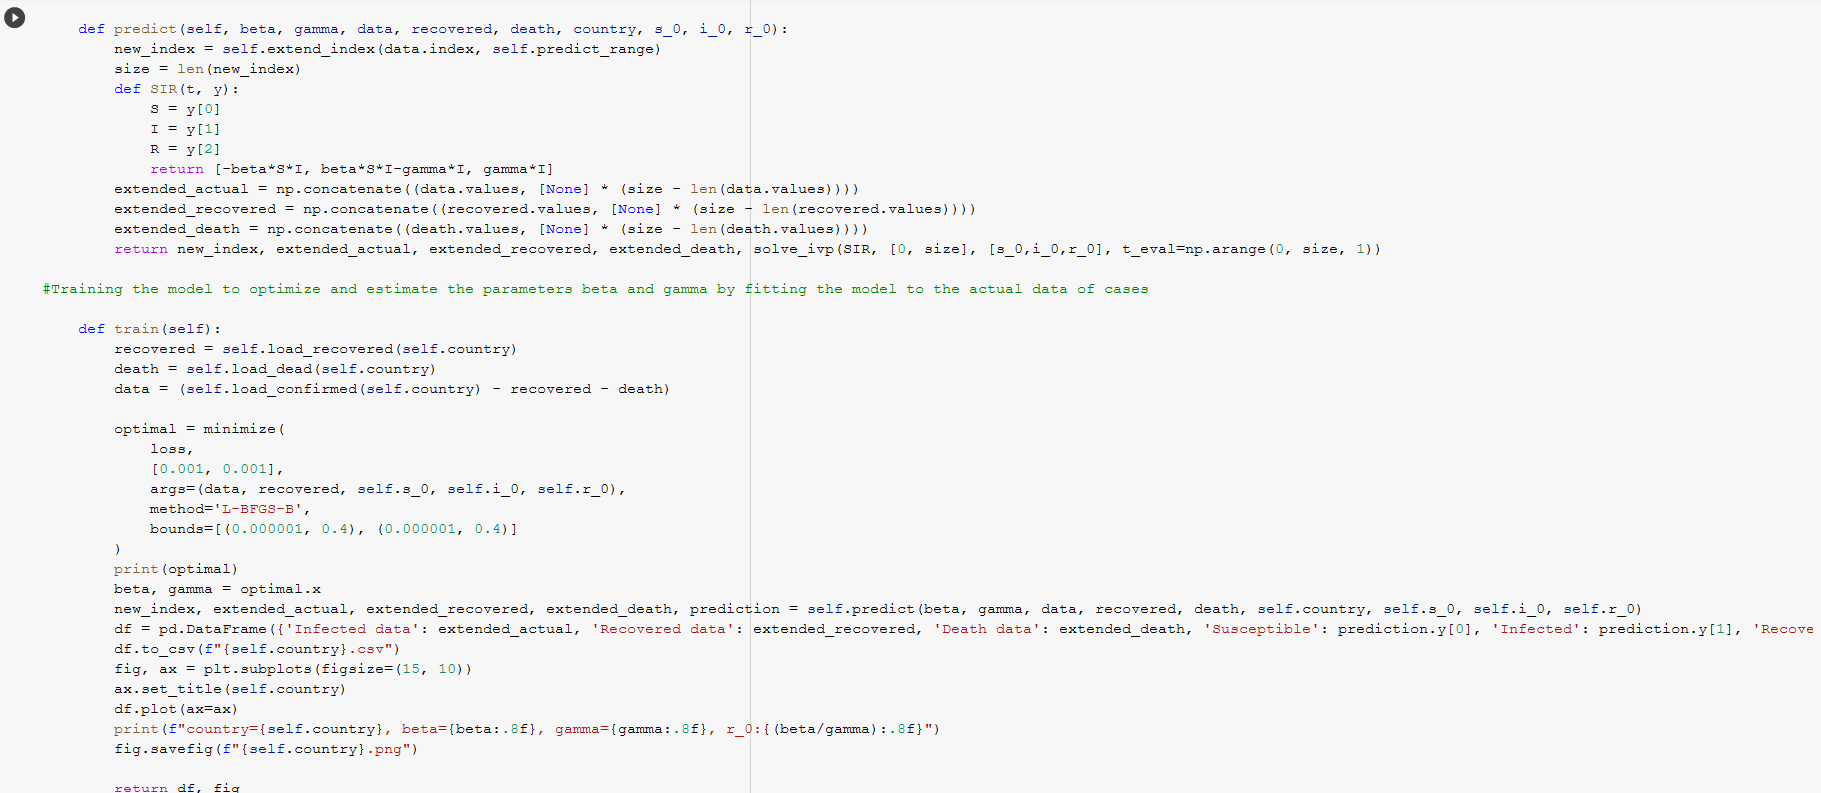 def predict(self, beta, gamma, data, recovered, death, country, s_0, i_0, r_0):
        new_index = self.extend_index(data.index, self.predict_range)
        size = len(new_index)
        def SIR(t, y):
            S = y[0]
            I = y[1]
            R = y[2]
            return [-beta*S*I, beta*S*I-gamma*I, gamma*I]
        extended_actual = np.concatenate((data.values, [None] * (size - len(data.values))))
        extended_recovered = np.concatenate((recovered.values, [None] * (size - len(recovered.values))))
        extended_death = np.concatenate((death.values, [None] * (size - len(death.values))))
        return new_index, extended_actual, extended_recovered, extended_death, solve_ivp(SIR, [0, size], [s_0,i_0,r_0], t_eval=np.arange(0, size, 1))

#Training the model to optimize and estimate the parameters beta and gamma by fitting the model to the actual data of cases

    def train(self):
        recovered = self.load_recovered(self.country)
        death = self.load_dead(self.country)
        data = (self.load_confirmed(self.country) - recovered - death)

        optimal = minimize(
            loss,
            [0.001, 0.001],
            args=(data, recovered, self.s_0, self.i_0, self.r_0),
            method='L-BFGS-B',
            bounds=[(0.000001, 0.4), (0.000001, 0.4)]
        )
        print(optimal)
        beta, gamma = optimal.x
        new_index, extended_actual, extended_recovered, extended_death, prediction = self.predict(beta, gamma, data, recovered, death, self.country, self.s_0, self.i_0, self.r_0)
        df = pd.DataFrame({'Infected data': extended_actual, 'Recovered data': extended_recovered, 'Death data': extended_death, 'Susceptible': prediction.y[0], 'Infected': prediction.y[1], 'Recove
        df.to_csv(f"{self.country}.csv")
        fig, ax = plt.subplots(figsize=(15, 10))
        ax.set_title(self.country)
        df.plot(ax=ax)
        print(f"country={self.country}, beta={beta:.8f}, gamma={gamma:.8f}, r_0:{(beta/gamma):.8f}")
        fig.savefig(f"{self.country}.png")

        return df, fig